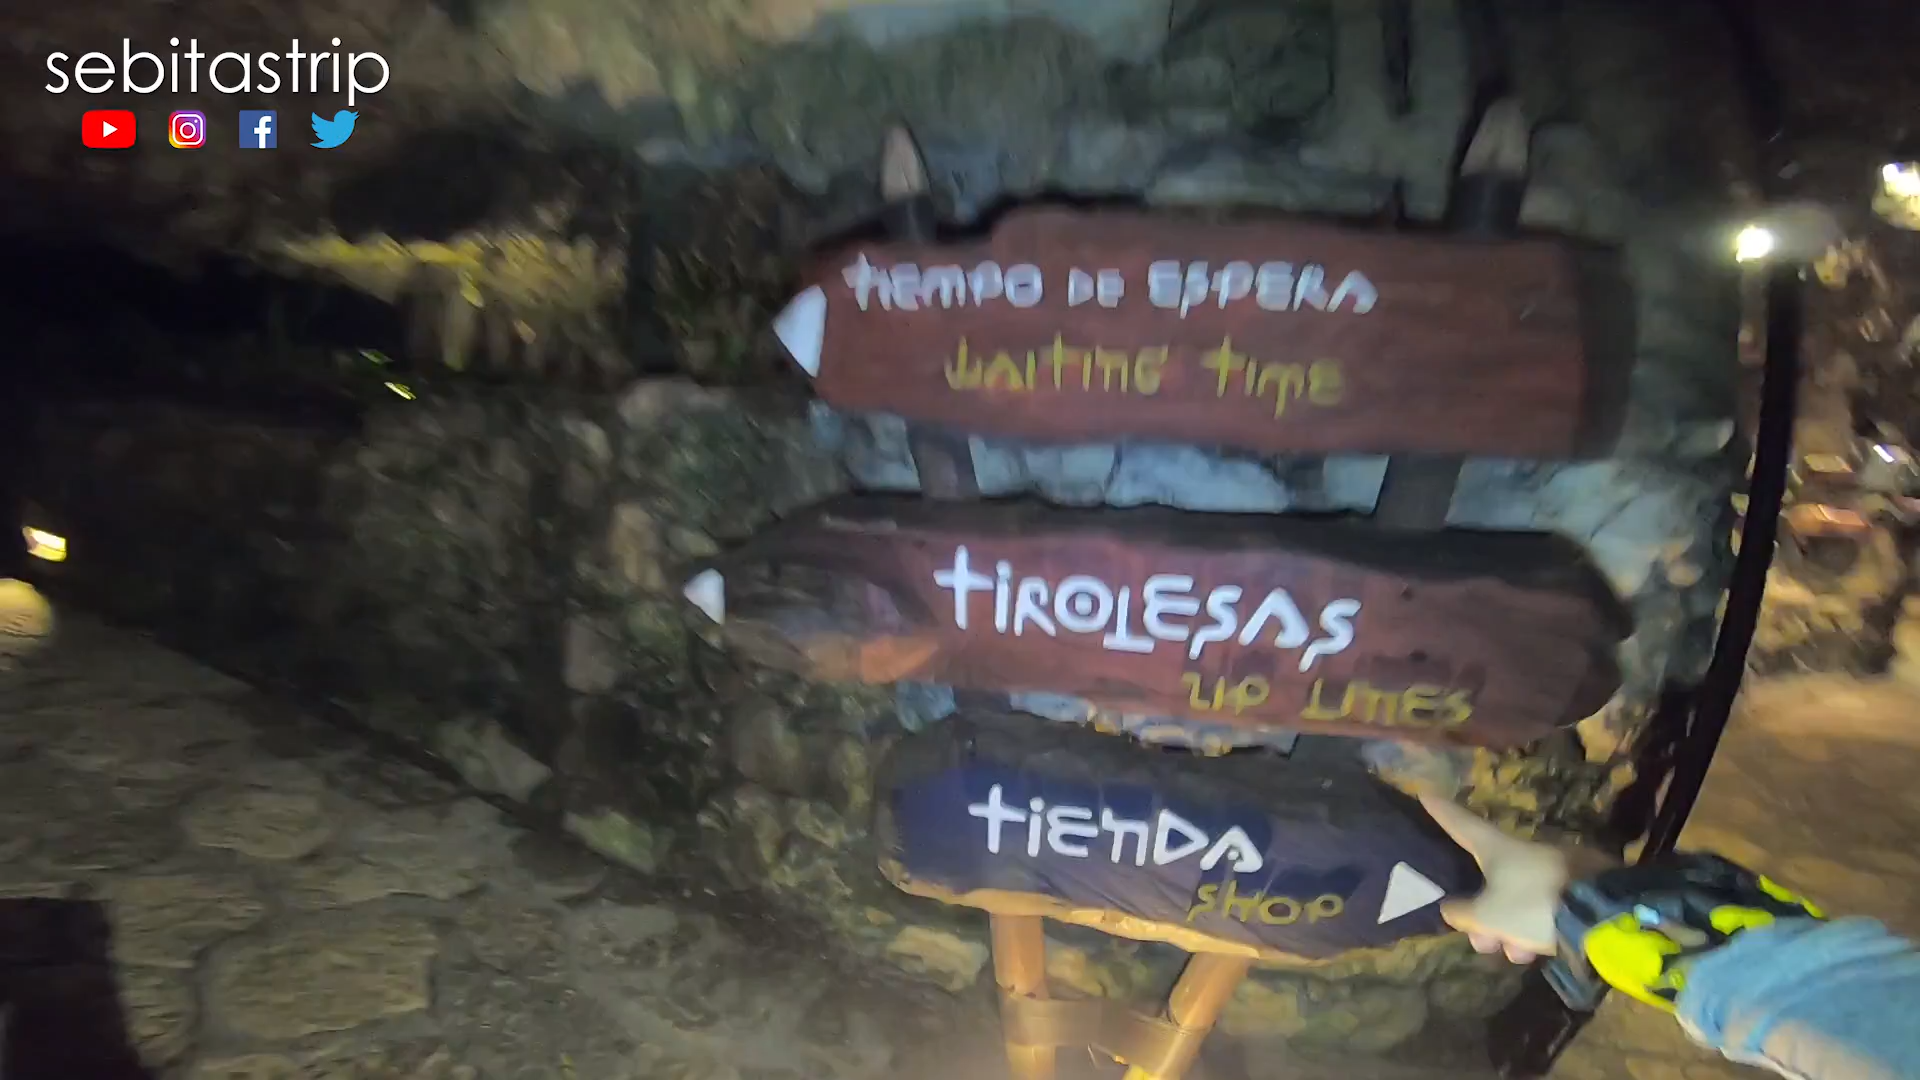 sebitastrip
TIEMPO DE ESPERA
WAITING TIME
TIROLESAS
ZIP LINES
TIENDA
SHOP